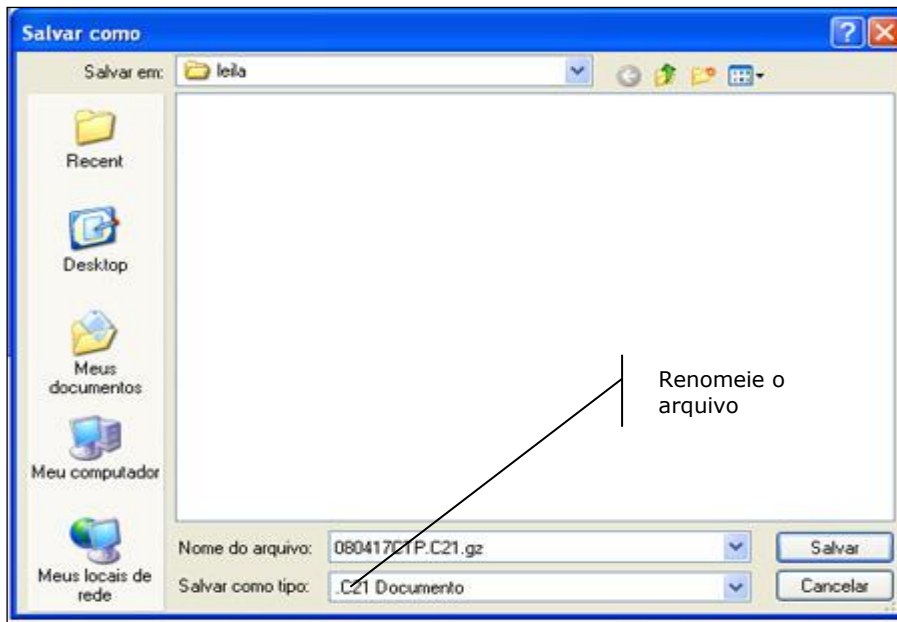 Salvar como
Salvar em: leila
Recent
Desktop
Meus
documentos
Meu computador
Meus locais de
rede
Renomeie o
arquivo
Nome do arquivo: 080417CTP.C21.gz Salvar
Salvar como tipo: .C21 Documento Cancelar